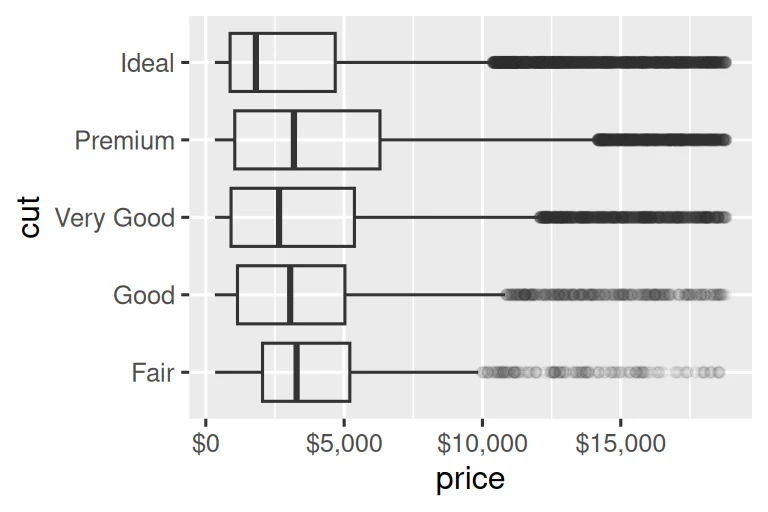 Ideal
Premium
Very Good
Good
Fair
cut
$0 $5,000 $10,000 $15,000
price